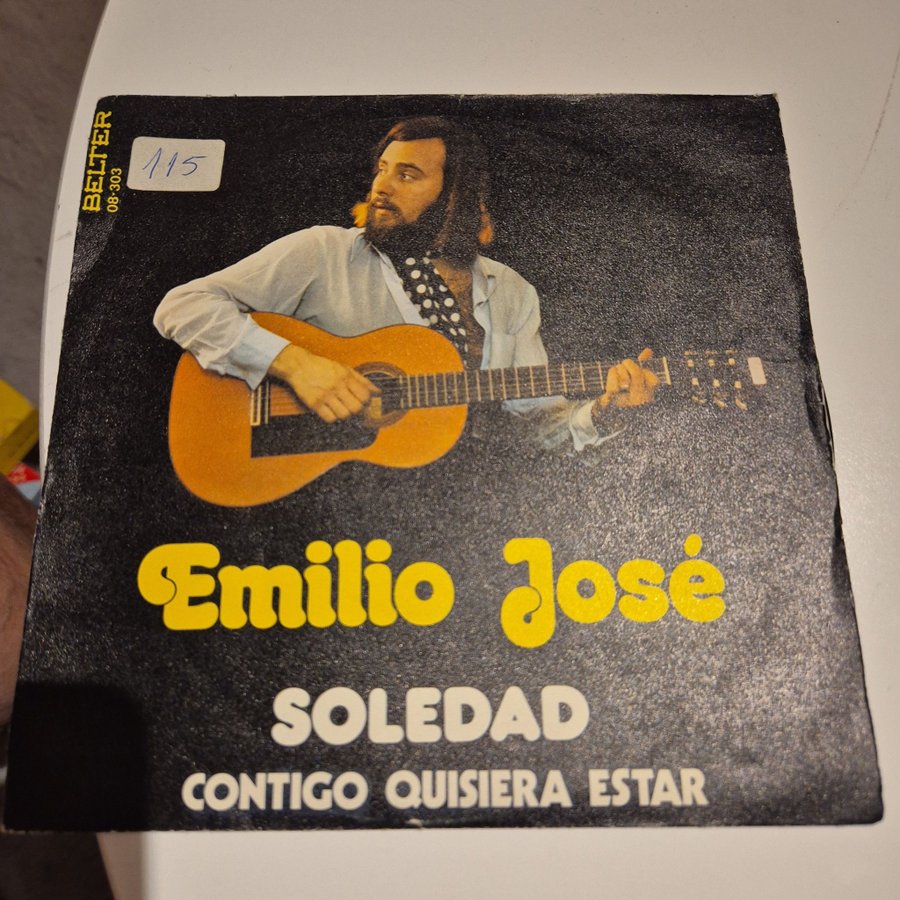 BELTER
08·303
115
Emilio José
SOLEDAD
CONTIGO QUISIERA ESTAR